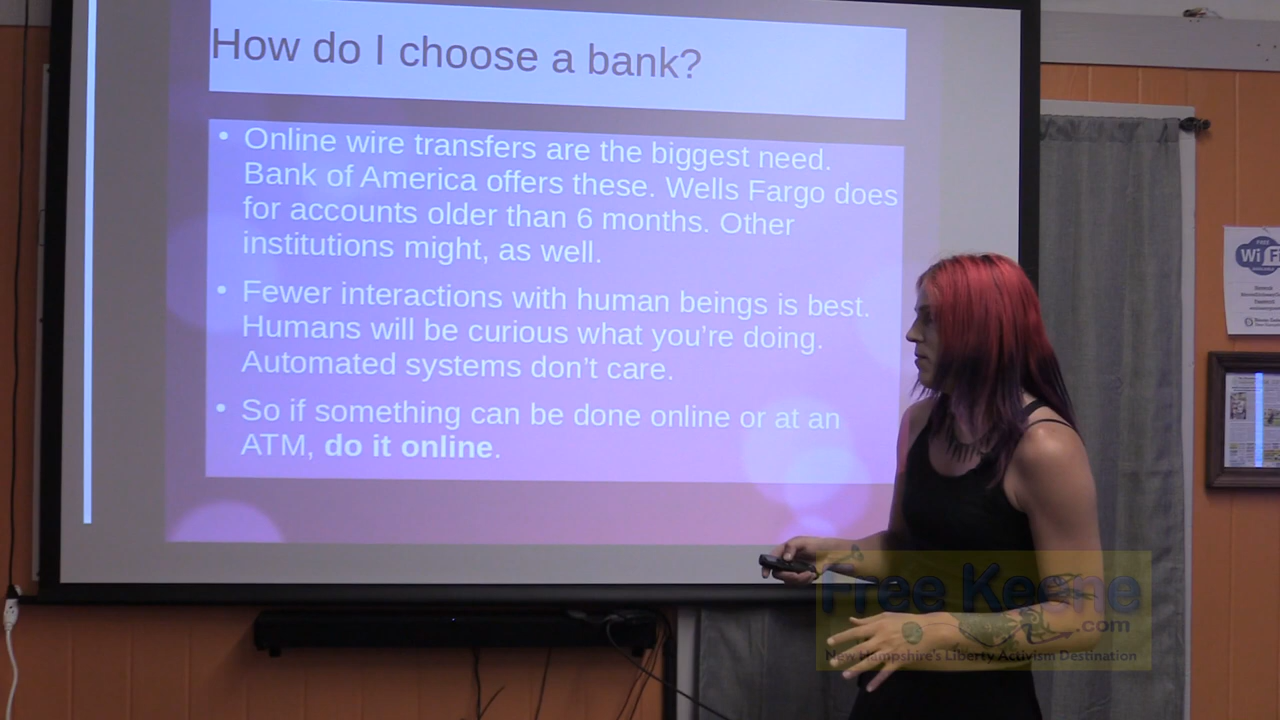 How do I choose a bank?
• Online wire transfers are the biggest need.
Bank of America offers these. Wells Fargo does
for accounts older than 6 months. Other
institutions might, as well.
• Fewer interactions with human beings is best.
Humans will be curious what you're doing.
Automated systems don't care.
• So if something can be done online or at an
ATM, do it online.
FREE
Wi Fi
Free Keene
.com
New Hampshire's Liberty Activism Destination